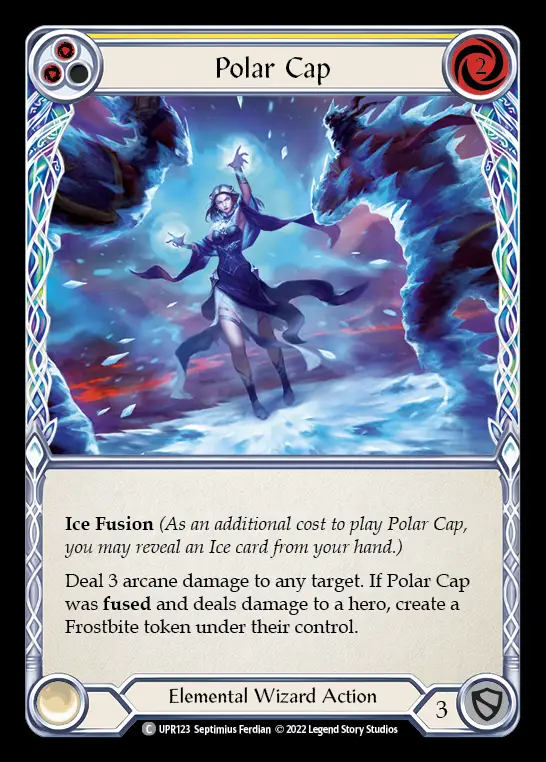 Polar Cap
2
Ice Fusion (As an additional cost to play Polar Cap,
you may reveal an Ice card from your hand.)
Deal 3 arcane damage to any target. If Polar Cap
was fused and deals damage to a hero, create a
Frostbite token under their control.
Elemental Wizard Action
3
C UPR123 Septimius Ferdian © 2022 Legend Story Studios